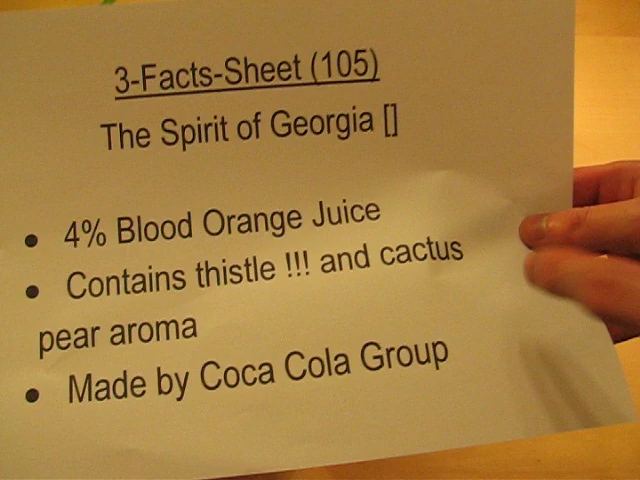 3-Facts-Sheet (105)
The Spirit of Georgia []
• 4% Blood Orange Juice
• Contains thistle !!! and cactus
pear aroma
• Made by Coca Cola Group